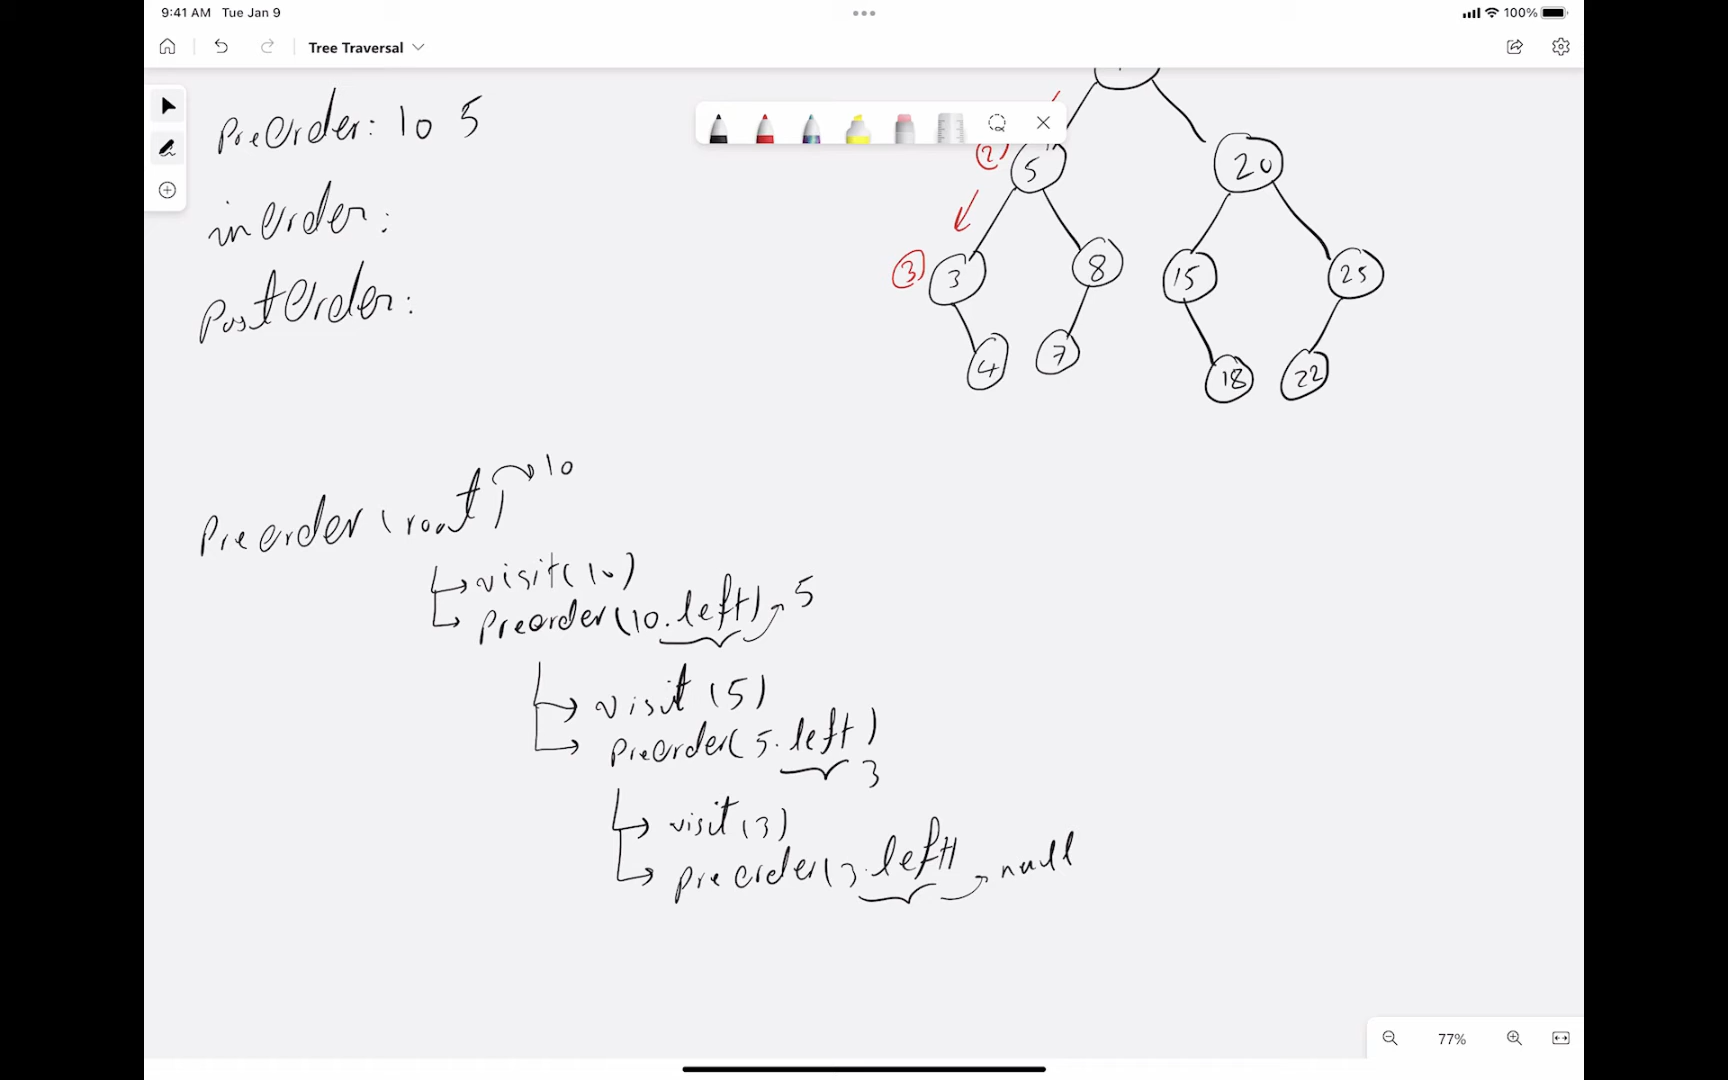 9:41 AM Tue Jan 9
100%
Tree Traversal
PreOrder: 10 5
inOrder:
PostOrder:
2 5
20
3 3
8
15
25
4
7
18
22
Preorder(root) 10
visit(10)
Preorder(10.left) 5
visit(5)
PreOrder(5.left)
3
visit(3)
preorder(3.left) null
77%